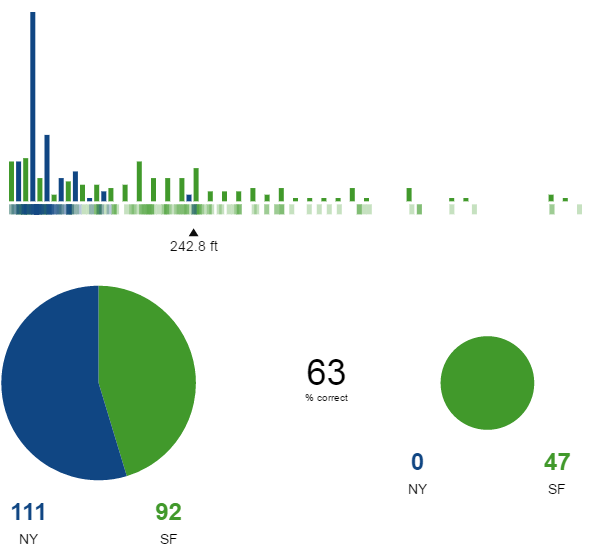 242.8 ft
63
% correct
0
47
NY
SF
111
92
NY
SF